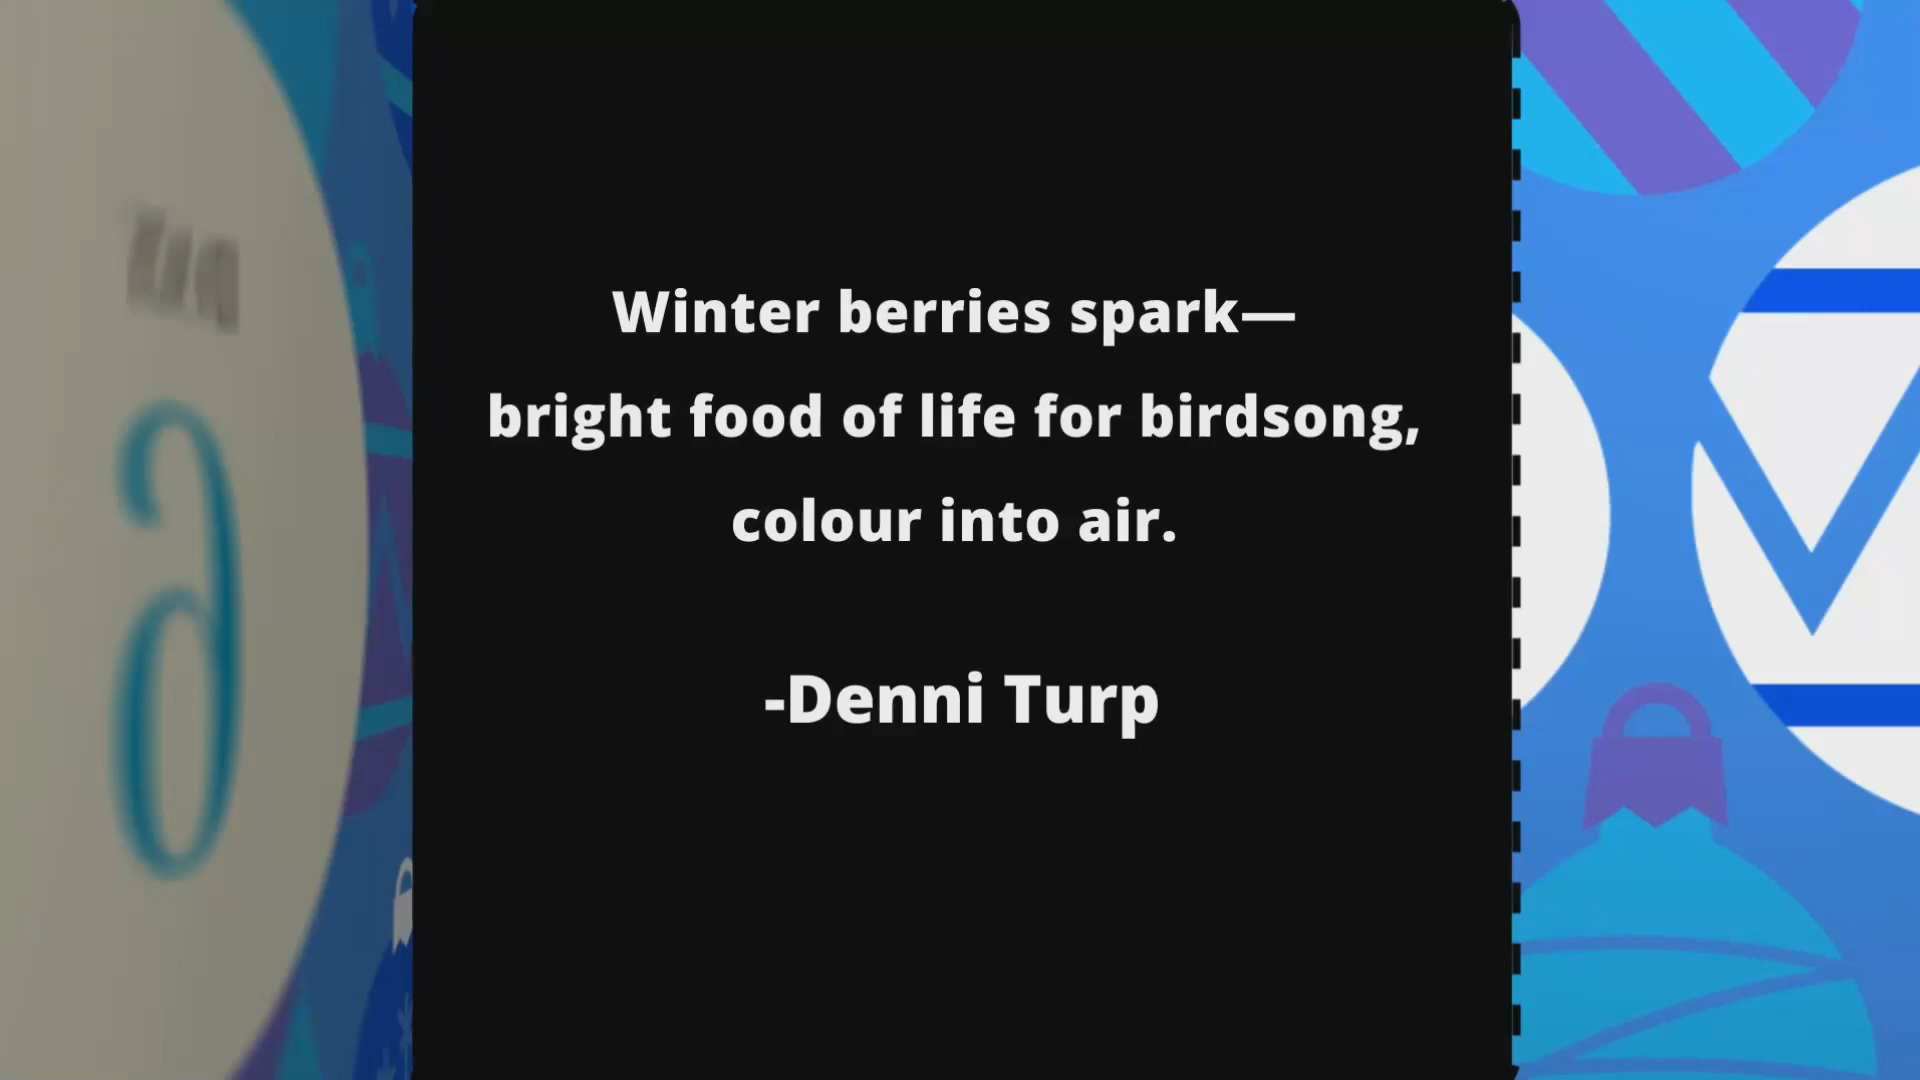 Winter berries spark—
bright food of life for birdsong,
colour into air.
-Denni Turp